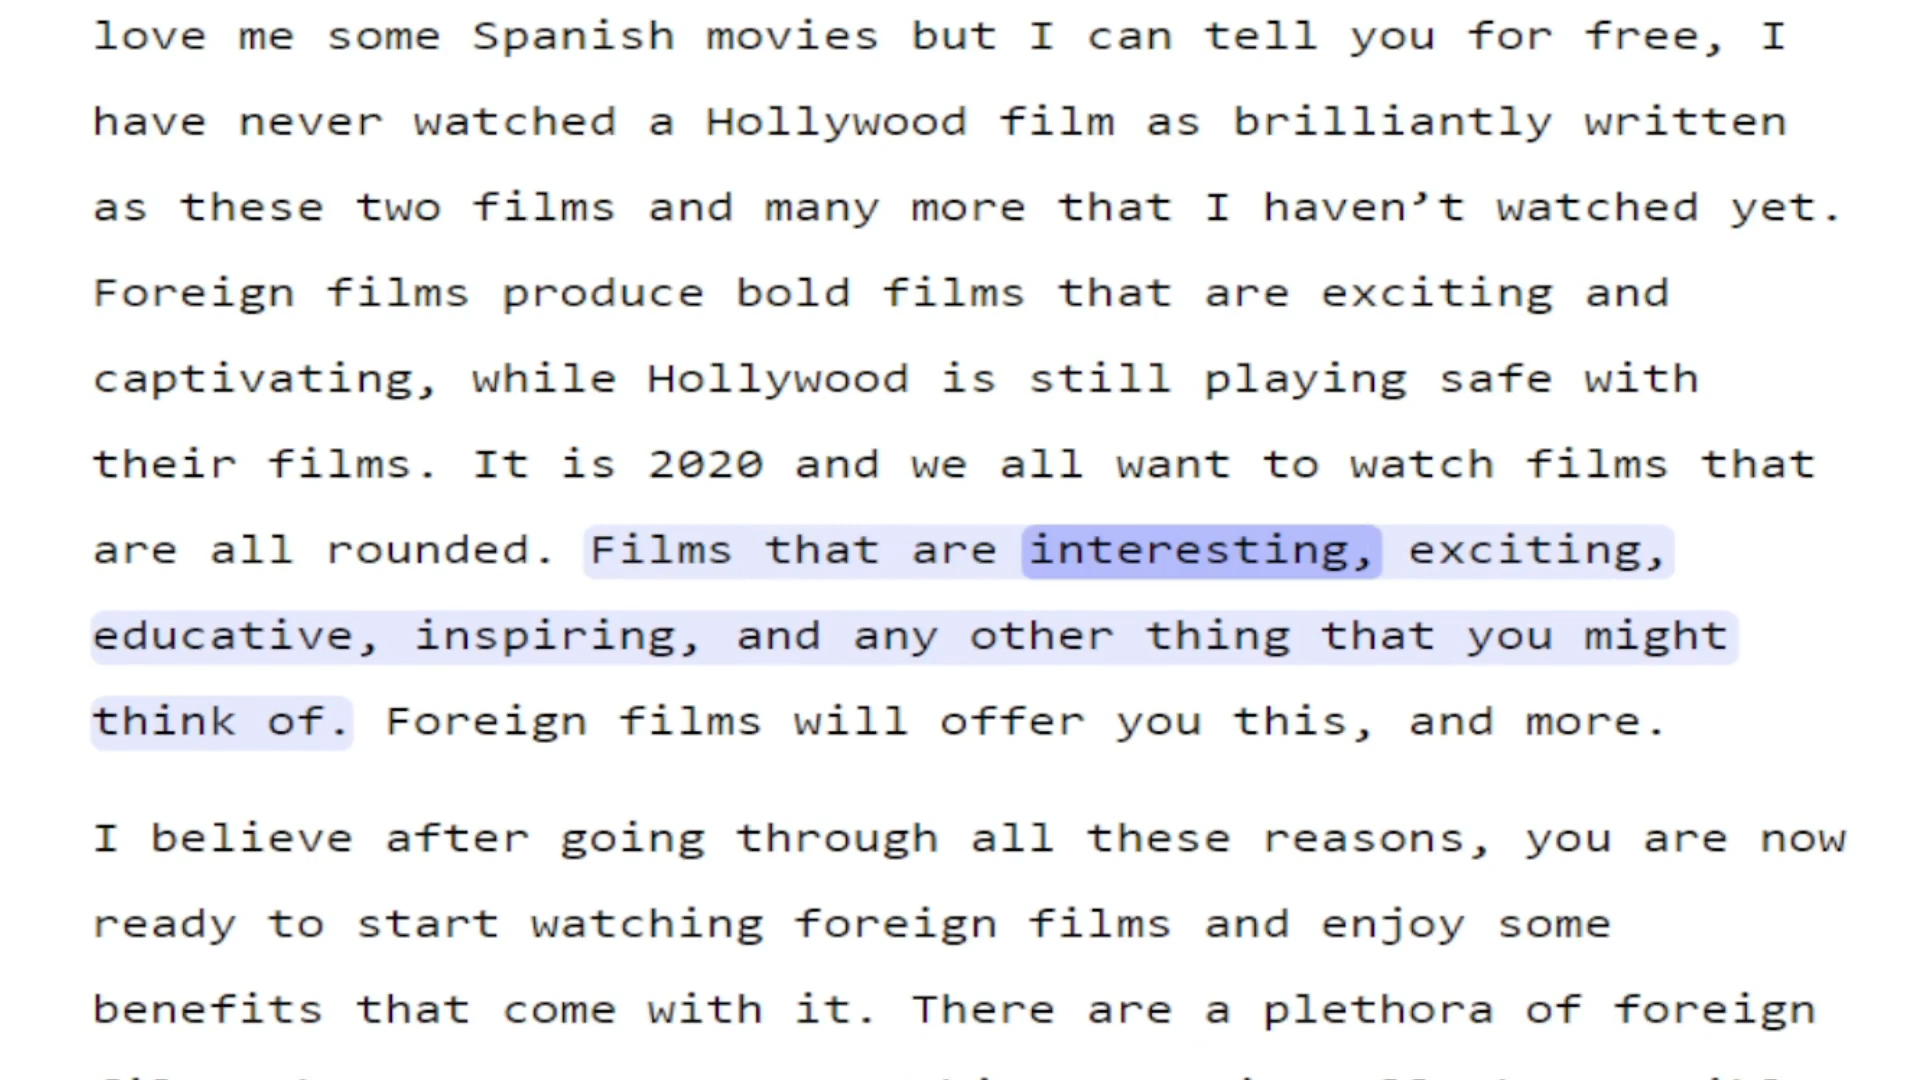 love me some Spanish movies but I can tell you for free, I
have never watched a Hollywood film as brilliantly written
as these two films and many more that I haven’t watched yet.
Foreign films produce bold films that are exciting and
captivating, while Hollywood is still playing safe with
their films. It is 2020 and we all want to watch films that
are all rounded. Films that are interesting, exciting,
educative, inspiring, and any other thing that you might
think of. Foreign films will offer you this, and more.
I believe after going through all these reasons, you are now
ready to start watching foreign films and enjoy some
benefits that come with it. There are a plethora of foreign